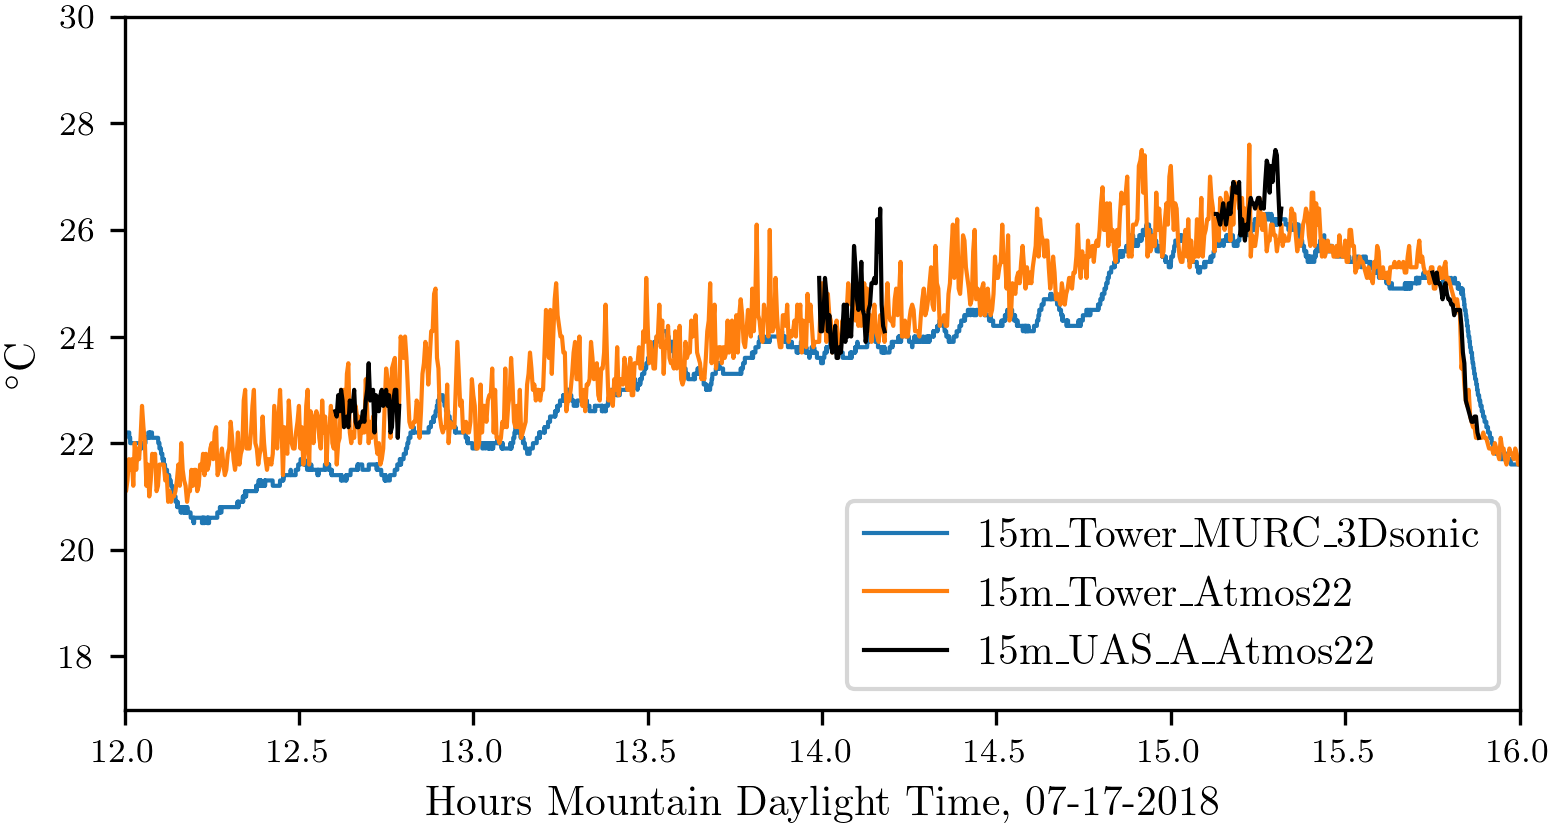 30
28
26
24
22
20
18
°C
12.0 12.5 13.0 13.5 14.0 14.5 15.0 15.5 16.0
Hours Mountain Daylight Time, 07-17-2018
15m_Tower_MURC_3Dsonic
15m_Tower_Atmos22
15m_UAS_A_Atmos22